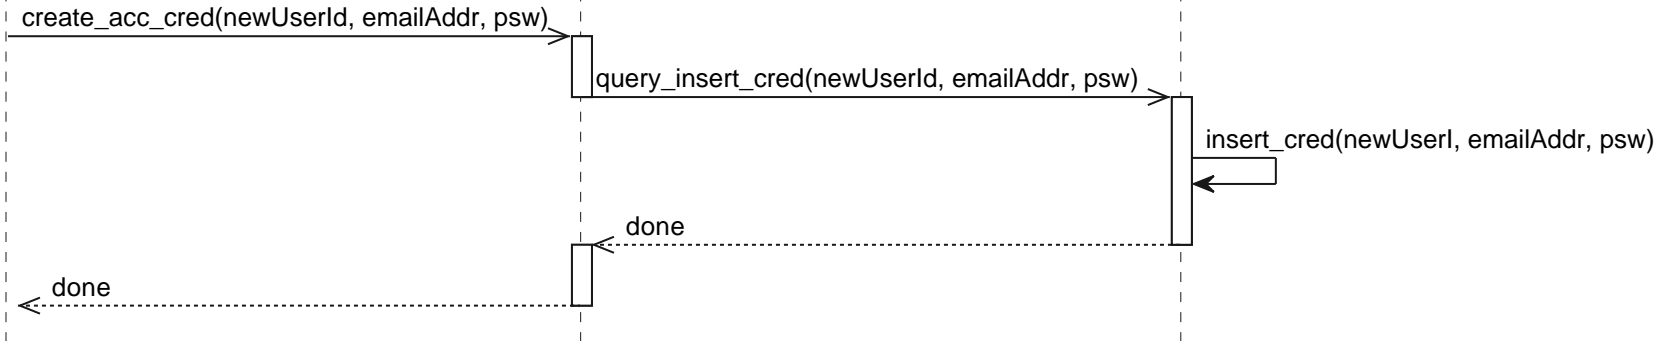 create_acc_cred(newUserId, emailAddr, psw)
query_insert_cred(newUserId, emailAddr, psw)
insert_cred(newUserI, emailAddr, psw)
done
done